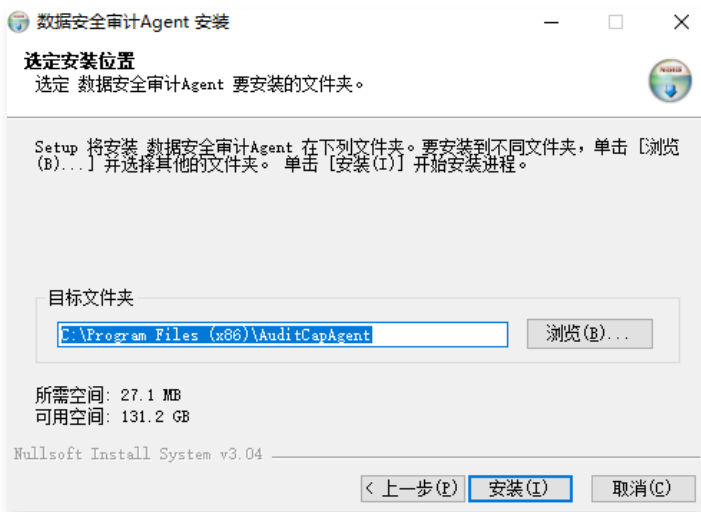 数据安全审计Agent 安装
选定安装位置
选定 数据安全审计Agent 要安装的文件夹。
Setup 将安装 数据安全审计Agent 在下列文件夹。要安装到不同文件夹，单击 [浏览
(B)...] 并选择其他的文件夹。 单击 [安装(I)] 开始安装进程。
目标文件夹
C:\Program Files (x86)\AuditCapAgent
浏览(B)...
所需空间: 27.1 MB
可用空间: 131.2 GB
Nullsoft Install System v3.04
< 上一步(P) 安装(I) 取消(C)